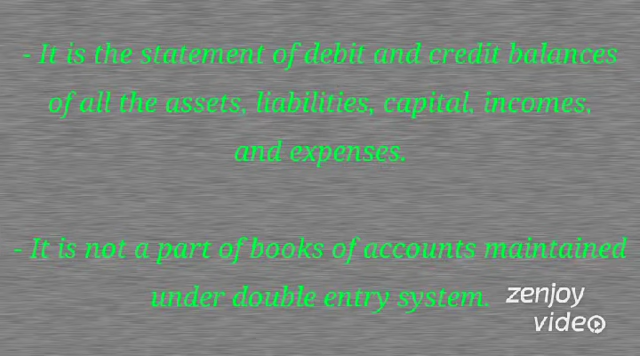 - It is the statement of debit and credit balances
of all the assets, liabilities, capital, incomes,
and expenses.
- It is not a part of books of accounts maintained
under double entry system.
zenjoy
video